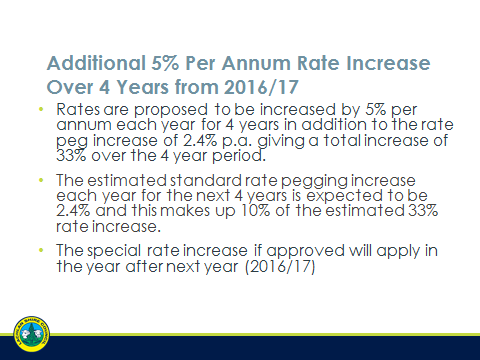 Additional 5% Per Annum Rate Increase
Over 4 Years from 2016/17
• Rates are proposed to be increased by 5% per
annum each year for 4 years in addition to the rate
peg increase of 2.4% p.a. giving a total increase of
33% over the 4 year period.
• The estimated standard rate pegging increase
each year for the next 4 years is expected to be
2.4% and this makes up 10% of the estimated 33%
rate increase.
• The special rate increase if approved will apply in
the year after next year (2016/17)